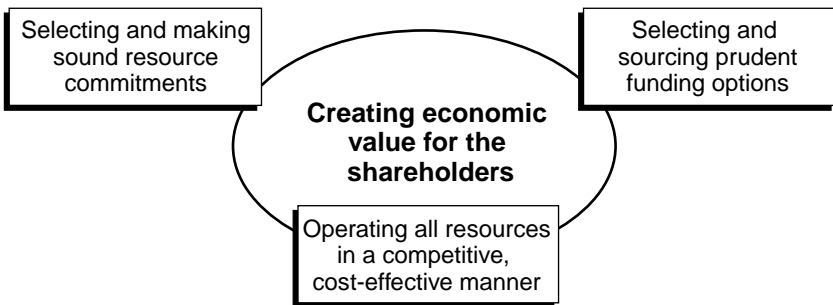 Selecting and making
sound resource
commitments
Selecting and
sourcing prudent
funding options
Creating economic
value for the
shareholders
Operating all resources
in a competitive,
cost-effective manner